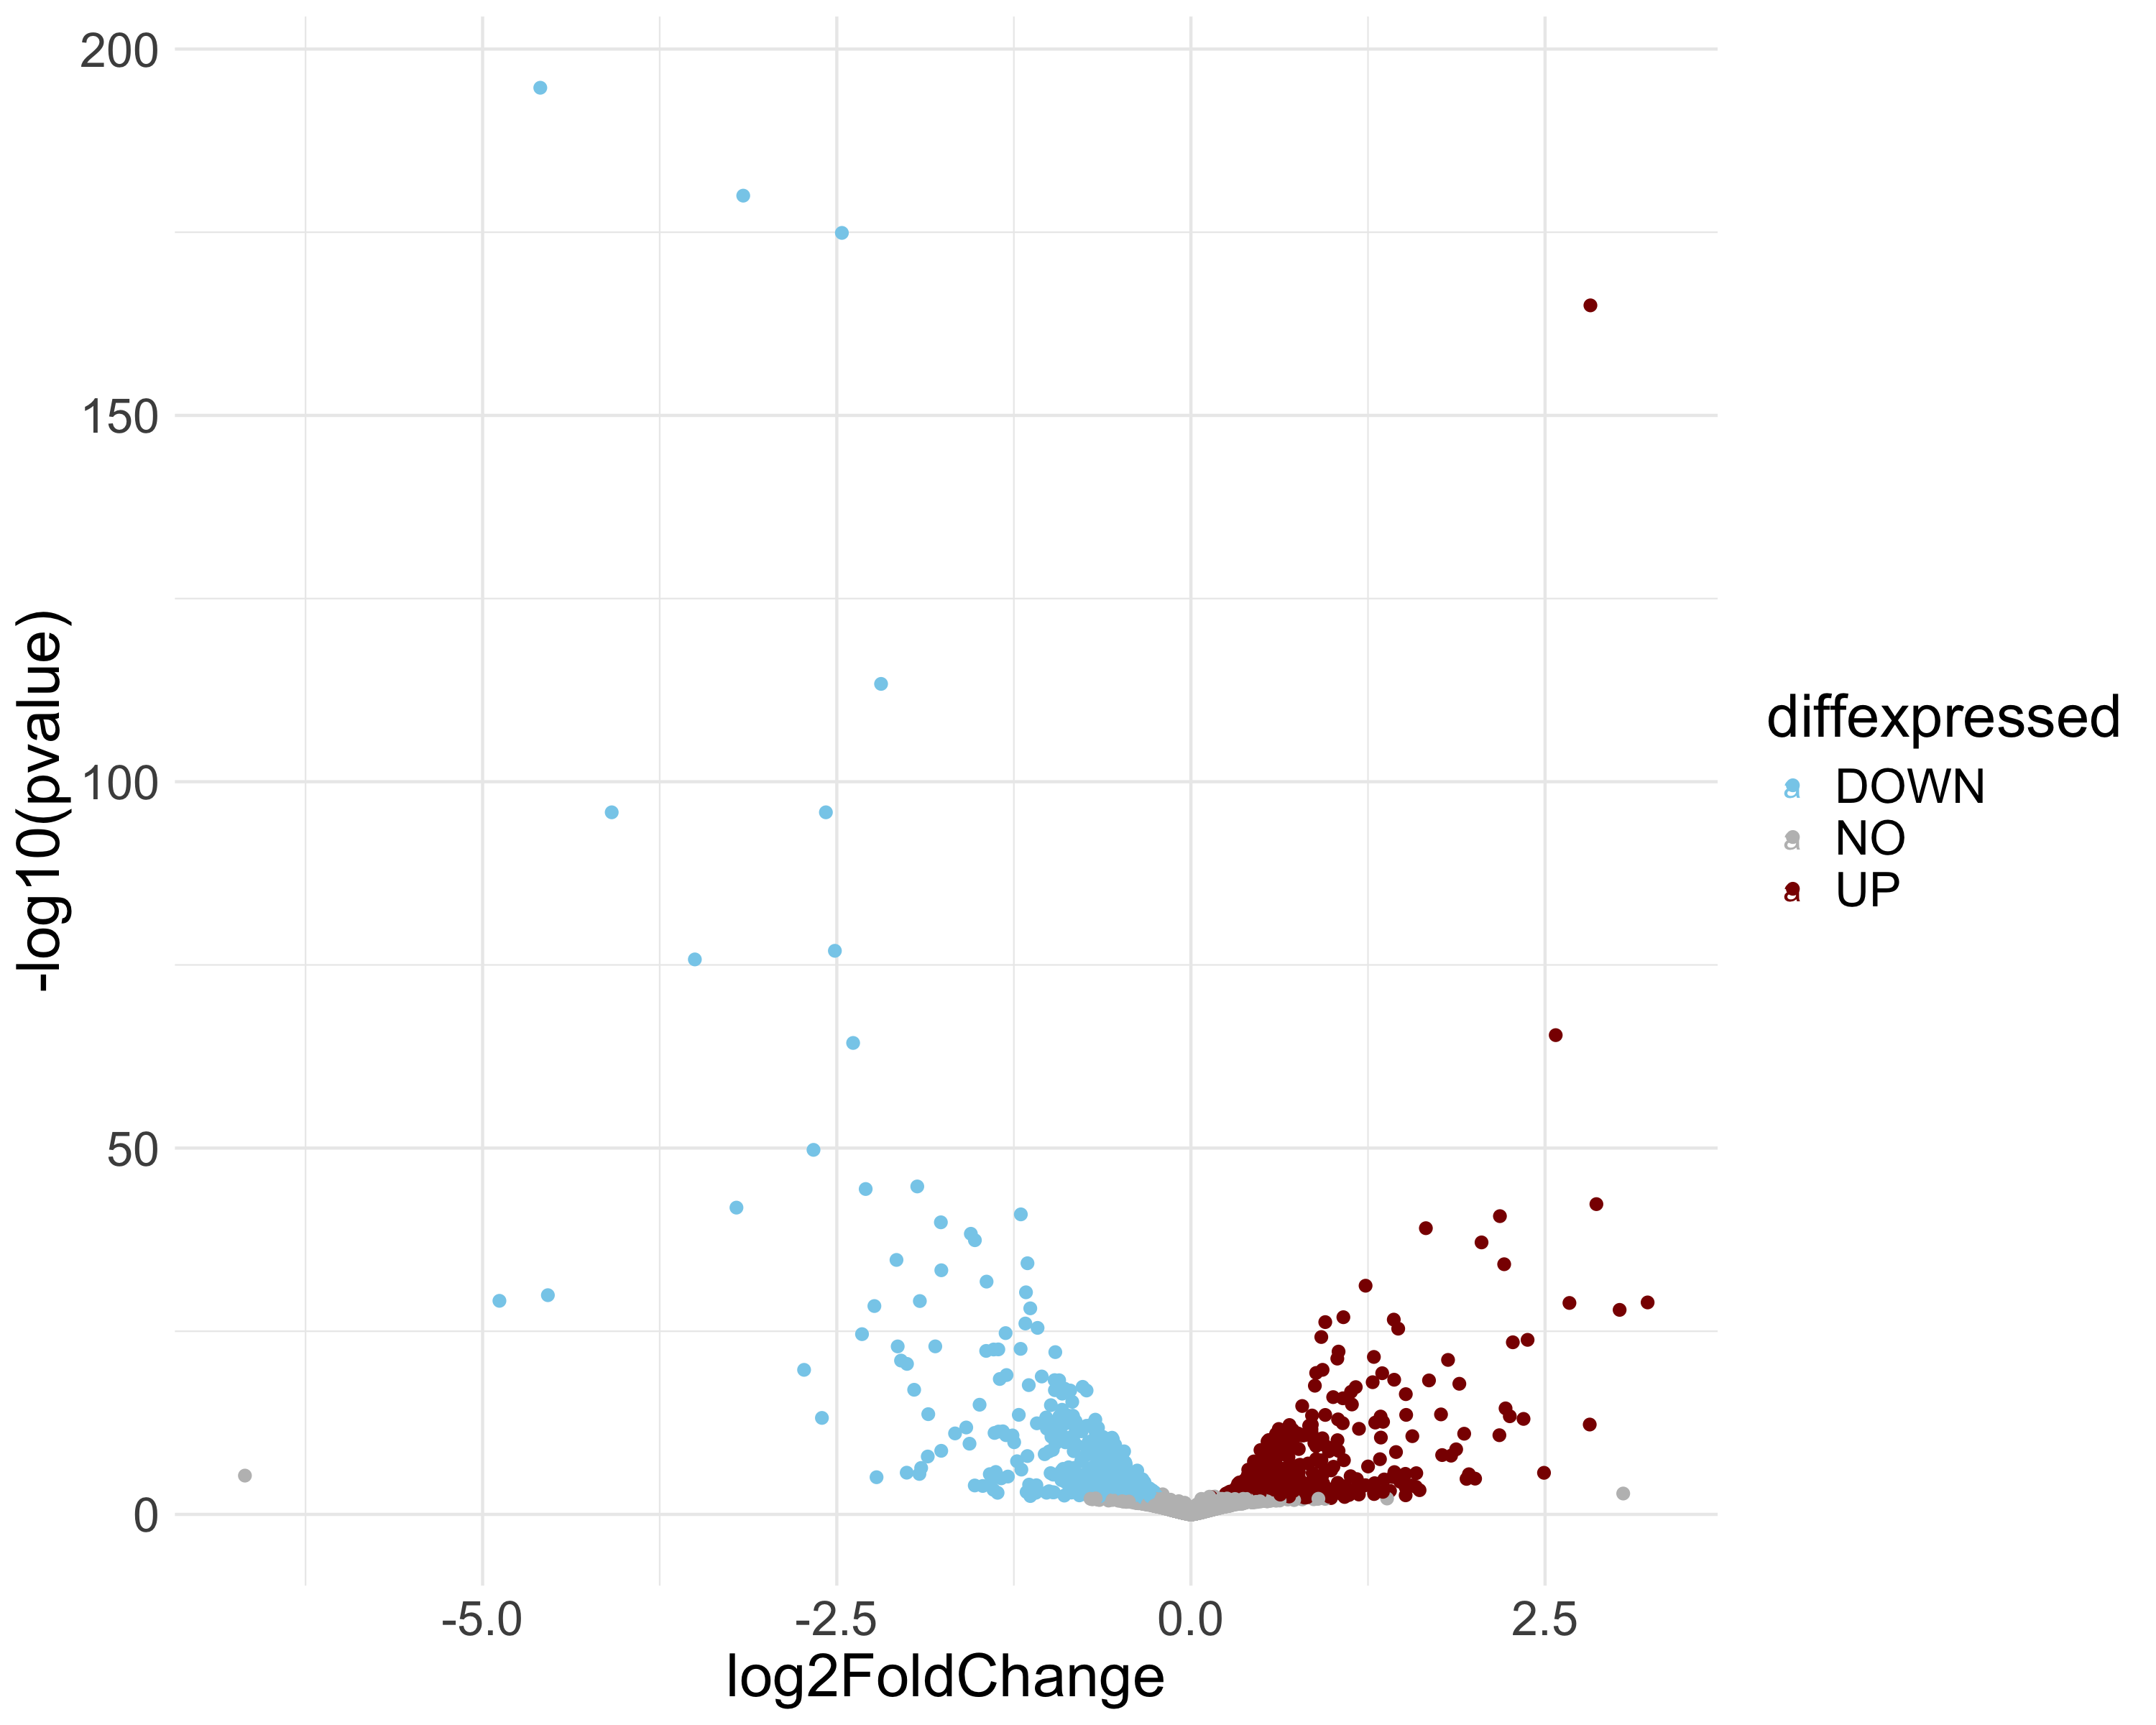 200
150
100
50
0
-log10(pvalue)
-5.0
-2.5
0.0
2.5
log2FoldChange
diffexpressed
a DOWN
a NO
a UP